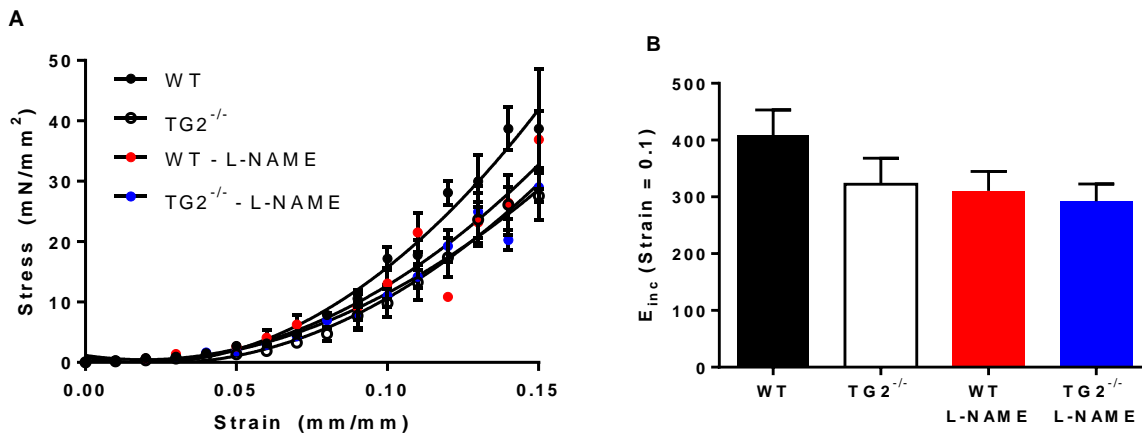 A
Stress (mN/mm²)
50
40
30
20
10
0
WT
TG2⁻/⁻
WT - L-NAME
TG2⁻/⁻ - L-NAME
0.00 0.05 0.10 0.15
Strain (mm/mm)
B
E_inc (Strain = 0.1)
500
400
300
200
100
0
WT TG2⁻/⁻ WT TG2⁻/⁻
L-NAME L-NAME